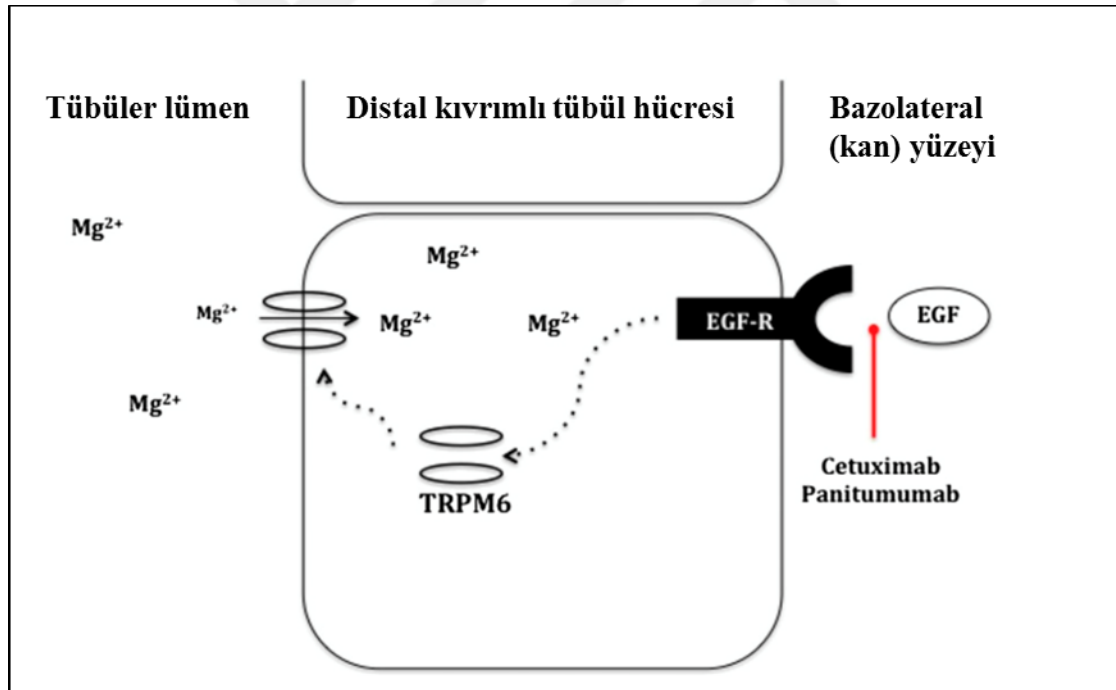 Tübüler lümen
Distal kıvrımlı tübül hücresi
Bazolateral
(kan) yüzeyi
Mg²⁺
Mg²⁺
Mg²⁺
Mg²⁺
Mg²⁺
EGF-R
EGF
Mg²⁺
TRPM6
Cetuximab
Panitumumab